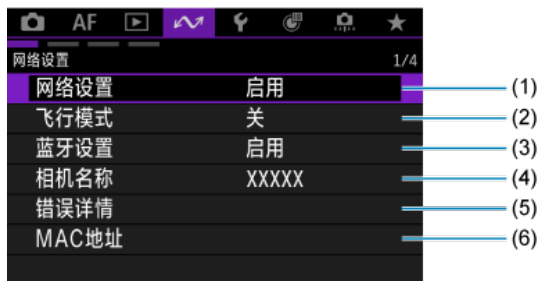 AF
网络设置 1/4
网络设置 启用 (1)
飞行模式 关 (2)
蓝牙设置 启用 (3)
相机名称 XXXXX (4)
错误详情 (5)
MAC地址 (6)